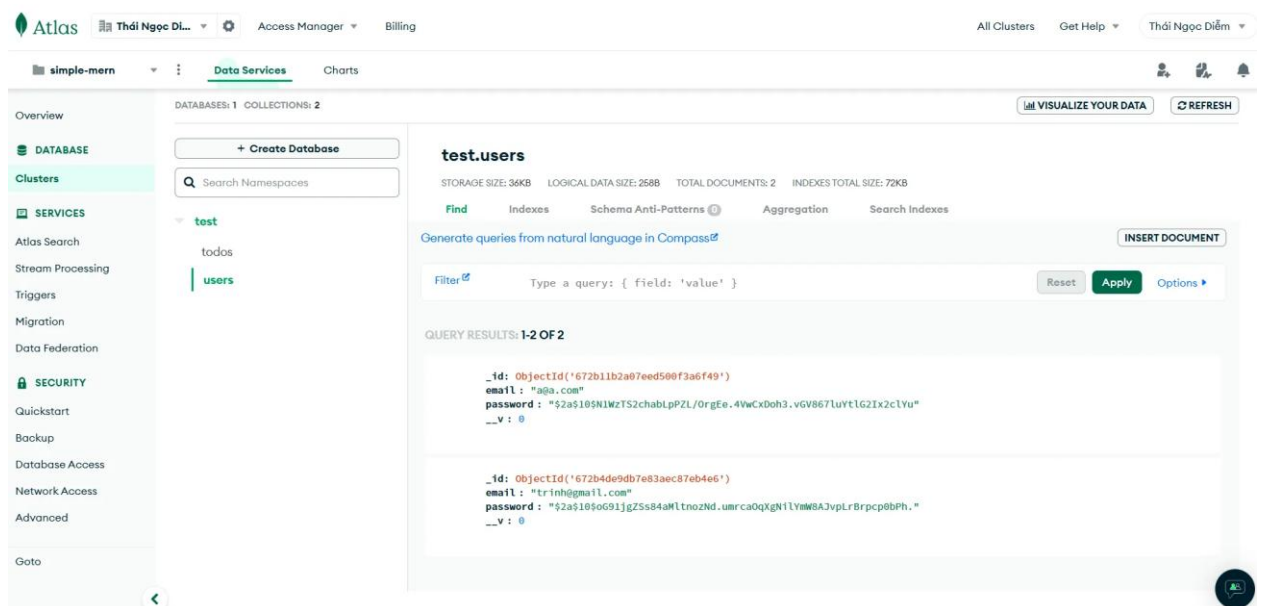 Atlas Thái Ngọc Di... Access Manager Billing All Clusters Get Help Thái Ngọc Diễm
simple-mern Data Services Charts
Overview
DATABASE
Clusters
SERVICES
Atlas Search
Stream Processing
Triggers
Migration
Data Federation
SECURITY
Quickstart
Backup
Database Access
Network Access
Advanced
Goto
DATABASES: 1 COLLECTIONS: 2
VISUALIZE YOUR DATA REFRESH
+ Create Database
Search Namespaces
test
todos
users
test.users
STORAGE SIZE: 36KB LOGICAL DATA SIZE: 258B TOTAL DOCUMENTS: 2 INDEXES TOTAL SIZE: 72KB
Find Indexes Schema Anti-Patterns 0 Aggregation Search Indexes
Generate queries from natural language in Compass
INSERT DOCUMENT
Filter Type a query: { field: 'value' } Reset Apply Options
QUERY RESULTS: 1-2 OF 2
_id: ObjectId('672b11b2a07eed500f3a6f49')
email : "a@a.com"
password : "$2a$10$N1WzTS2chabLpPZL/OrgEe.4VwCxDoh3.vGV867luYtlG2Ix2clYu"
__v : 0
_id: ObjectId('672b4de9db7e83aec87eb4e6')
email : "trinh@gmail.com"
password : "$2a$10$oG91jgZSs84aMltnozNd.umrcaOqXgNilYmW8AJvpLrBrpcp0bPh."
__v : 0